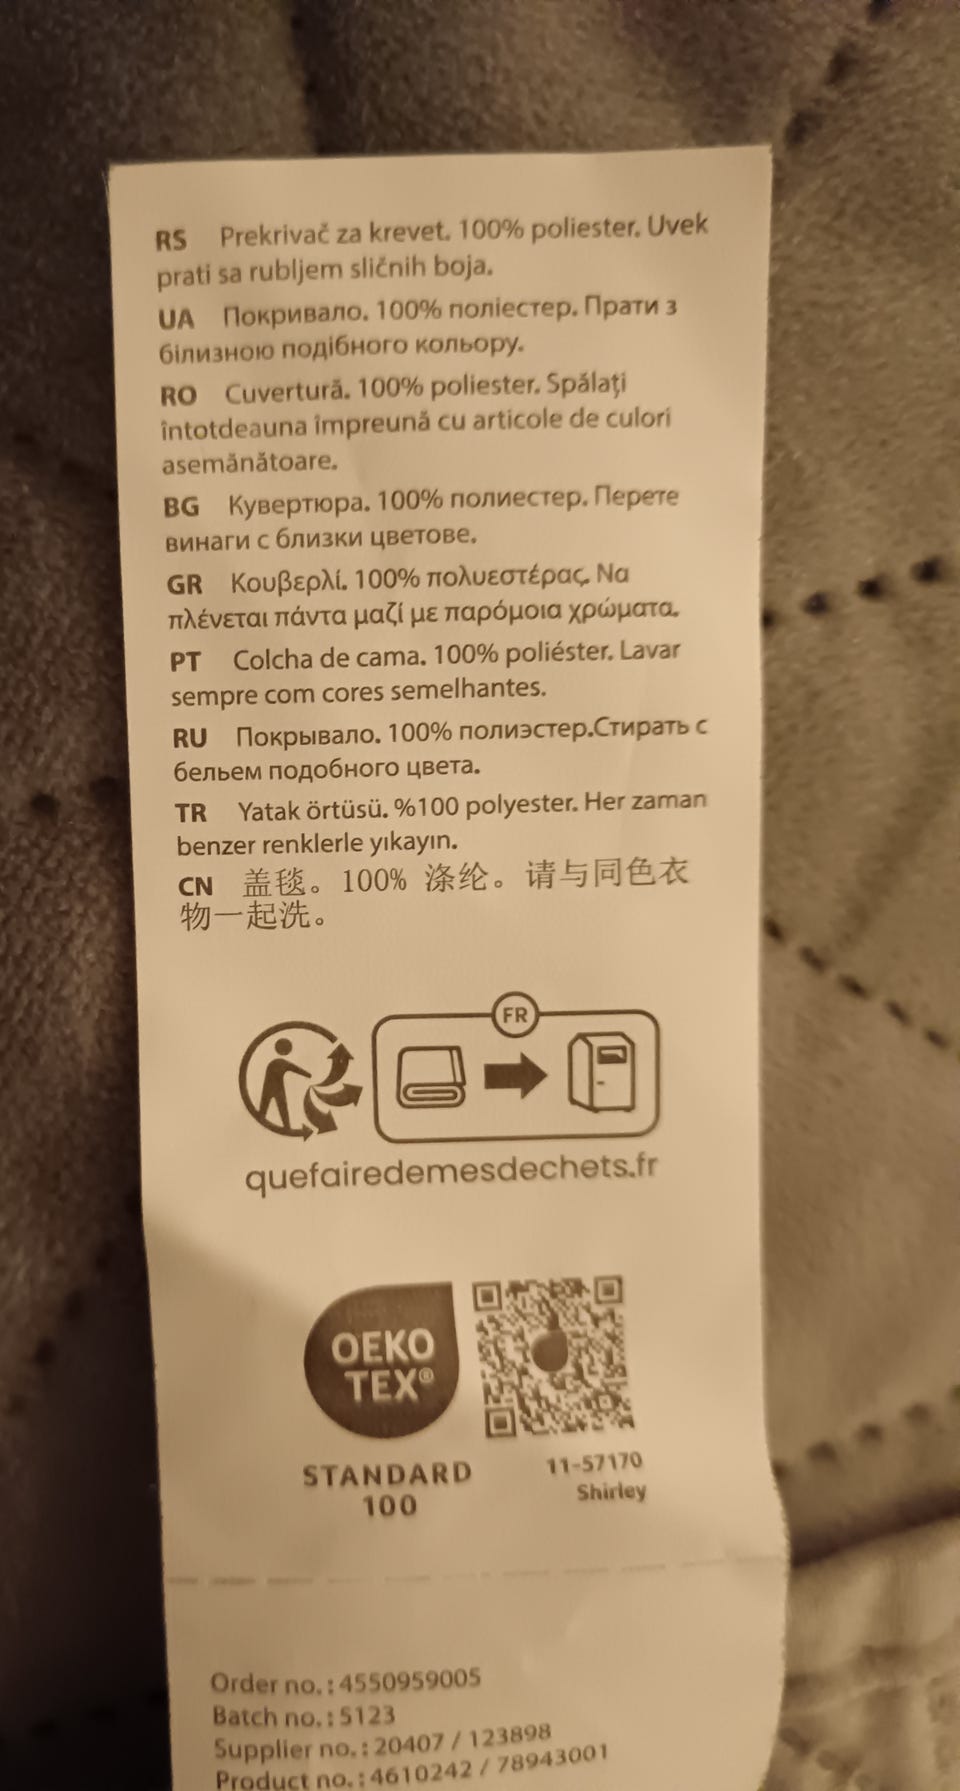 RS Prekrivač za krevet. 100% poliester. Uvek
prati sa rubljem sličnih boja.
UA Покривало. 100% поліестер. Прати з
білизною подібного кольору.
RO Cuvertură. 100% poliester. Spălați
întotdeauna împreună cu articole de culori
asemănătoare.
BG Кувертюра. 100% полиестер. Перете
винаги с близки цветове.
GR Κουβερλί. 100% πολυεστέρας. Να
πλένεται πάντα μαζί με παρόμοια χρώματα.
PT Colcha de cama. 100% poliéster. Lavar
sempre com cores semelhantes.
RU Покрывало. 100% полиэстер.Стирать с
бельем подобного цвета.
TR Yatak örtüsü. %100 polyester. Her zaman
benzer renklerle yıkayın.
CN 盖毯。100% 涤纶。请与同色衣
物一起洗。
FR
quefairedemesdechets.fr
OEKO
TEX®
STANDARD
100
11-57170
Shirley
Order no.: 4550959005
Batch no.: 5123
Supplier no.: 20407 / 123898
Product no.: 4610242 / 78943001